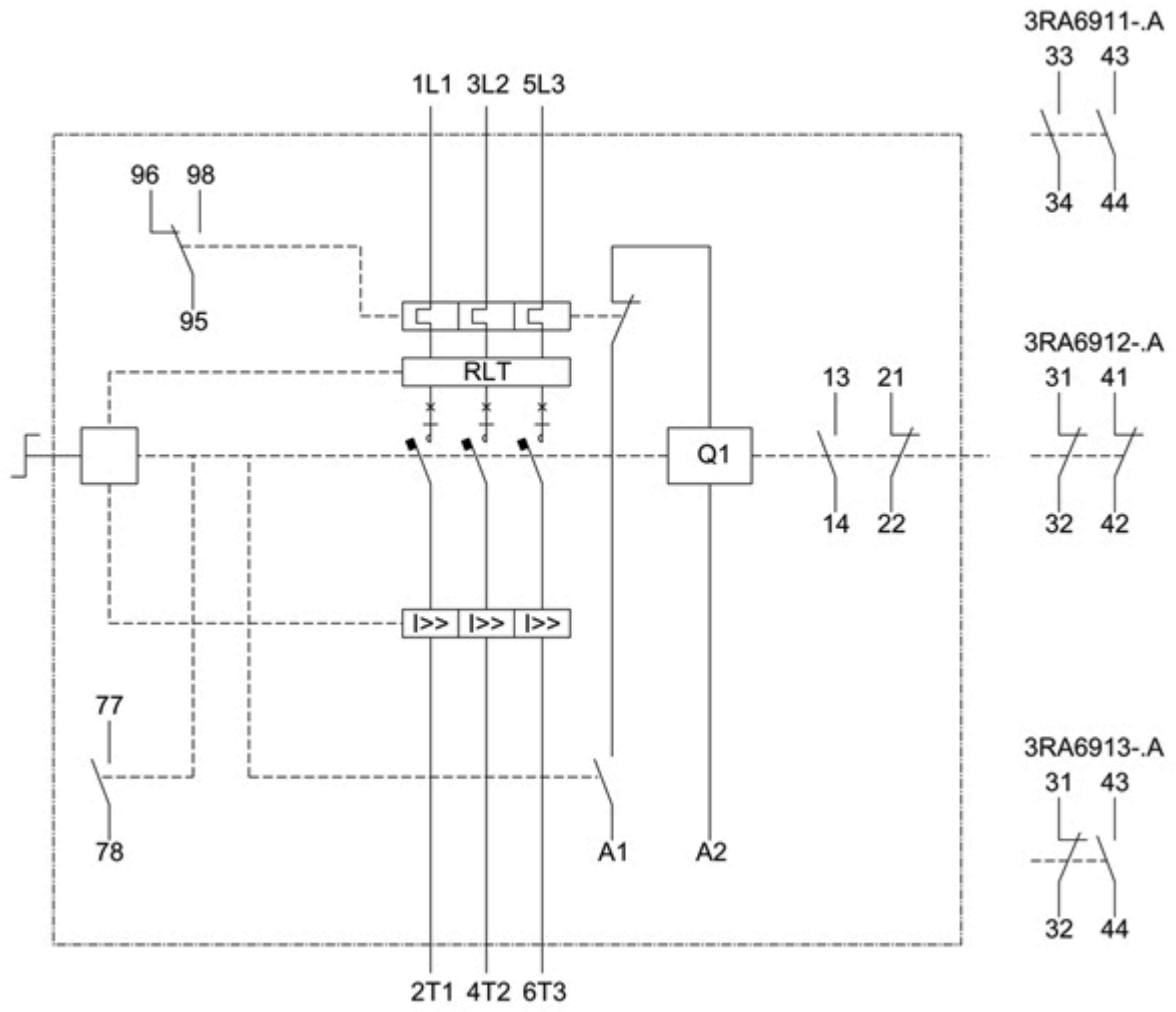 3RA6911-.A
33 43
1L1 3L2 5L3
96 98
34 44
95
3RA6912-.A
RLT
13 21
31 41
Q1
14 22
32 42
I>> I>> I>>
77
3RA6913-.A
31 43
78
A1 A2
32 44
2T1 4T2 6T3